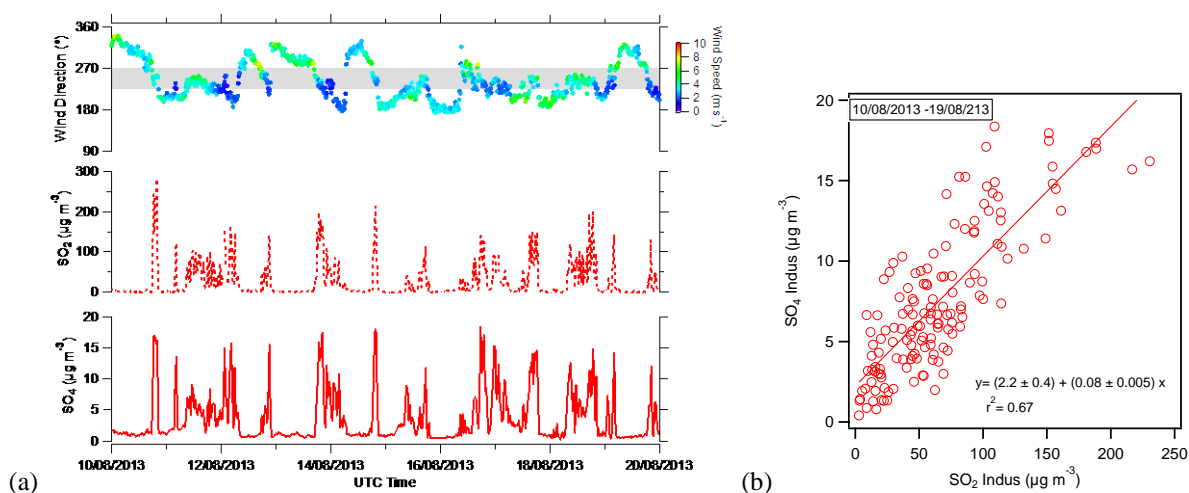 360
270
180
90
Wind Direction (°)
10
8
6
4
2
0
Wind Speed (m s⁻¹)
300
200
100
0
SO₂ (µg m⁻³)
20
15
10
5
0
SO₄ (µg m⁻³)
10/08/2013 12/08/2013 14/08/2013 16/08/2013 18/08/2013 20/08/2013
UTC Time
(a)
10/08/2013 -19/08/213
20
15
10
5
0
SO₄ Indus (µg m⁻³)
y= (2.2 ± 0.4) + (0.08 ± 0.005) x
r² = 0.67
0 50 100 150 200 250
SO₂ Indus (µg m⁻³)
(b)